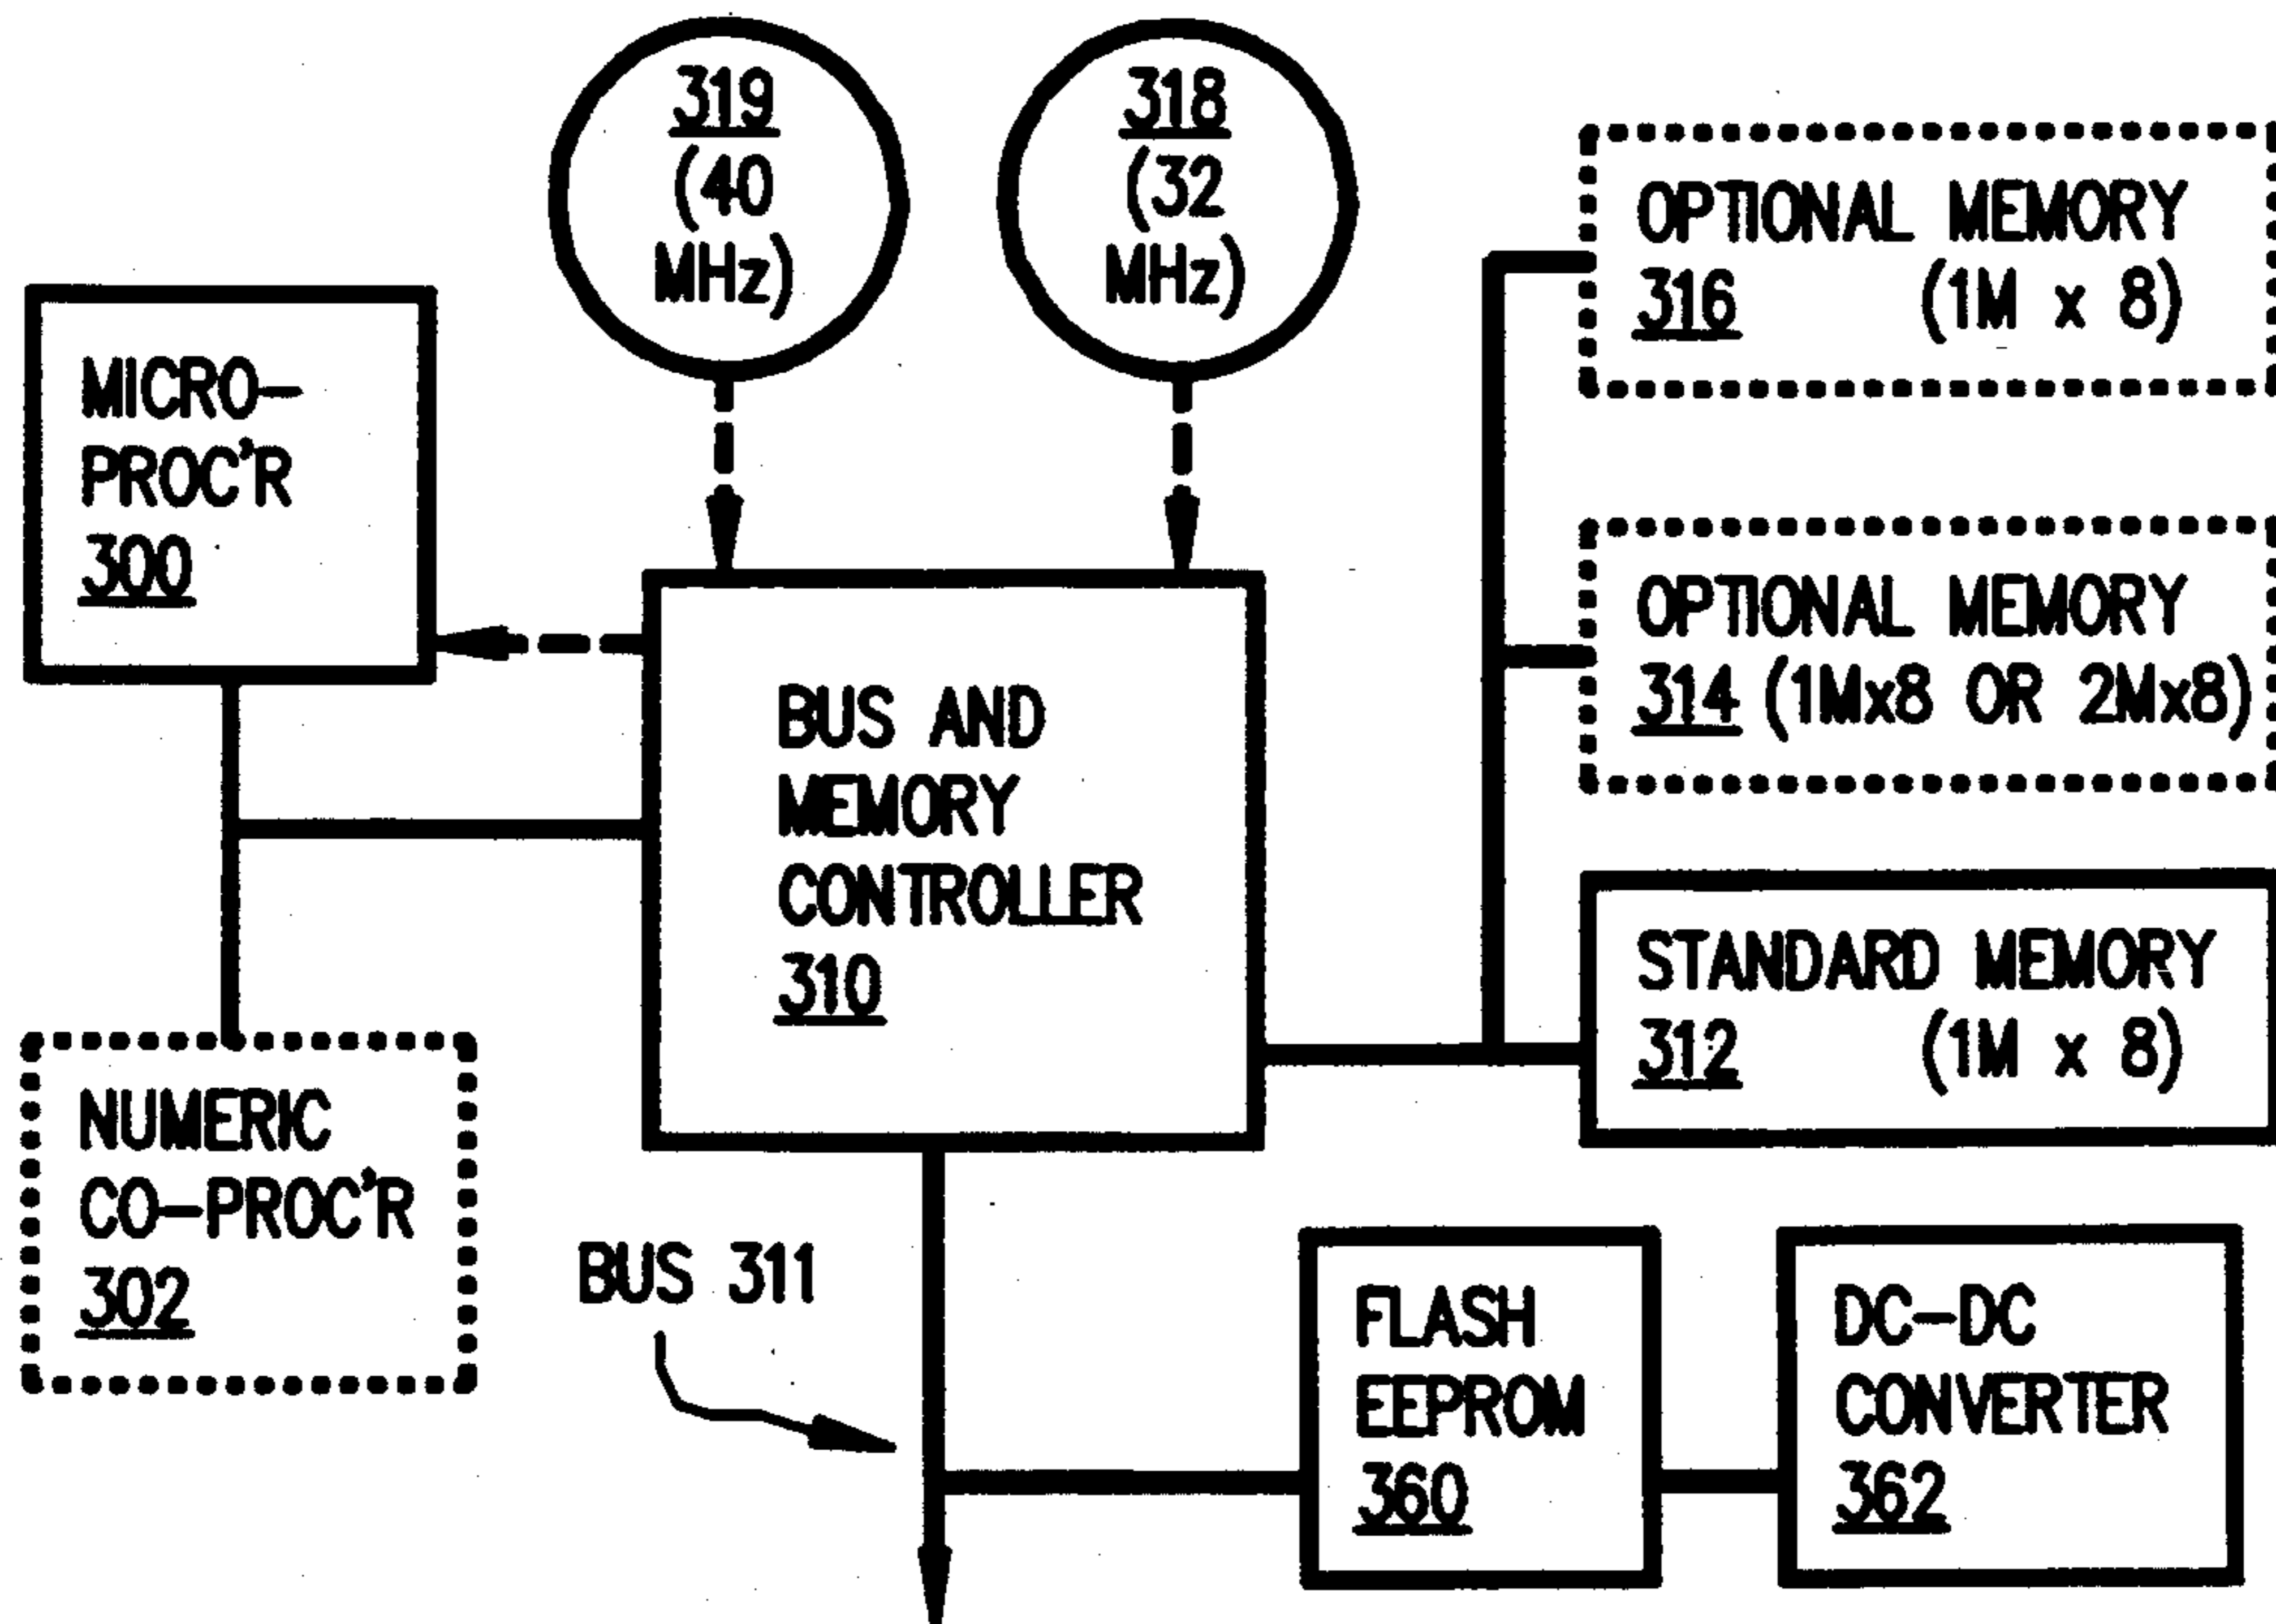 319
(40
MHz)
318
(32
MHz)
OPTIONAL MEMORY
316 (1M x 8)
MICRO-
PROC'R
300
OPTIONAL MEMORY
314 (1Mx8 OR 2Mx8)
BUS AND
MEMORY
CONTROLLER
310
STANDARD MEMORY
312 (1M x 8)
NUMERIC
CO-PROC'R
302
BUS 311
FLASH
EEPROM
360
DC-DC
CONVERTER
362